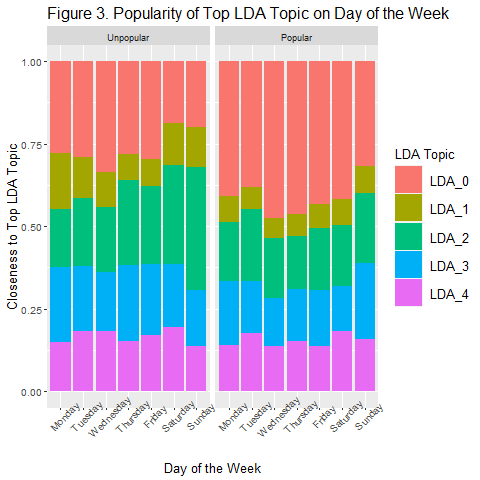 Figure 3. Popularity of Top LDA Topic on Day of the Week
Unpopular
Popular
Closeness to Top LDA Topic
1.00
0.75
0.50
0.25
0.00
Monday
Tuesday
Wednesday
Thursday
Friday
Saturday
Sunday
Monday
Tuesday
Wednesday
Thursday
Friday
Saturday
Sunday
Day of the Week
LDA Topic
LDA_0
LDA_1
LDA_2
LDA_3
LDA_4